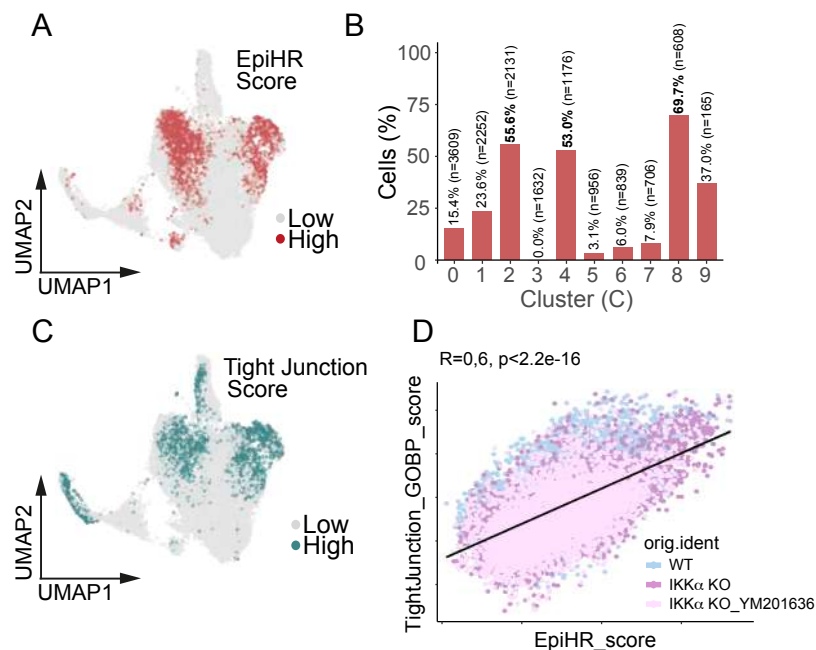 A
EpiHR
Score
Low
High
UMAP2
UMAP1
B
Cells (%)
100
75
50
25
0
15.4% (n=3609)
23.6% (n=2252)
55.6% (n=2131)
0.0% (n=1632)
53.0% (n=1176)
3.1% (n=956)
6.0% (n=839)
7.9% (n=706)
69.7% (n=608)
37.0% (n=165)
0 1 2 3 4 5 6 7 8 9
Cluster (C)
C
Tight Junction
Score
Low
High
UMAP2
UMAP1
D
R=0,6, p<2.2e-16
TightJunction_GOBP_score
orig.ident
WT
IKKα KO
IKKα KO_YM201636
EpiHR_score